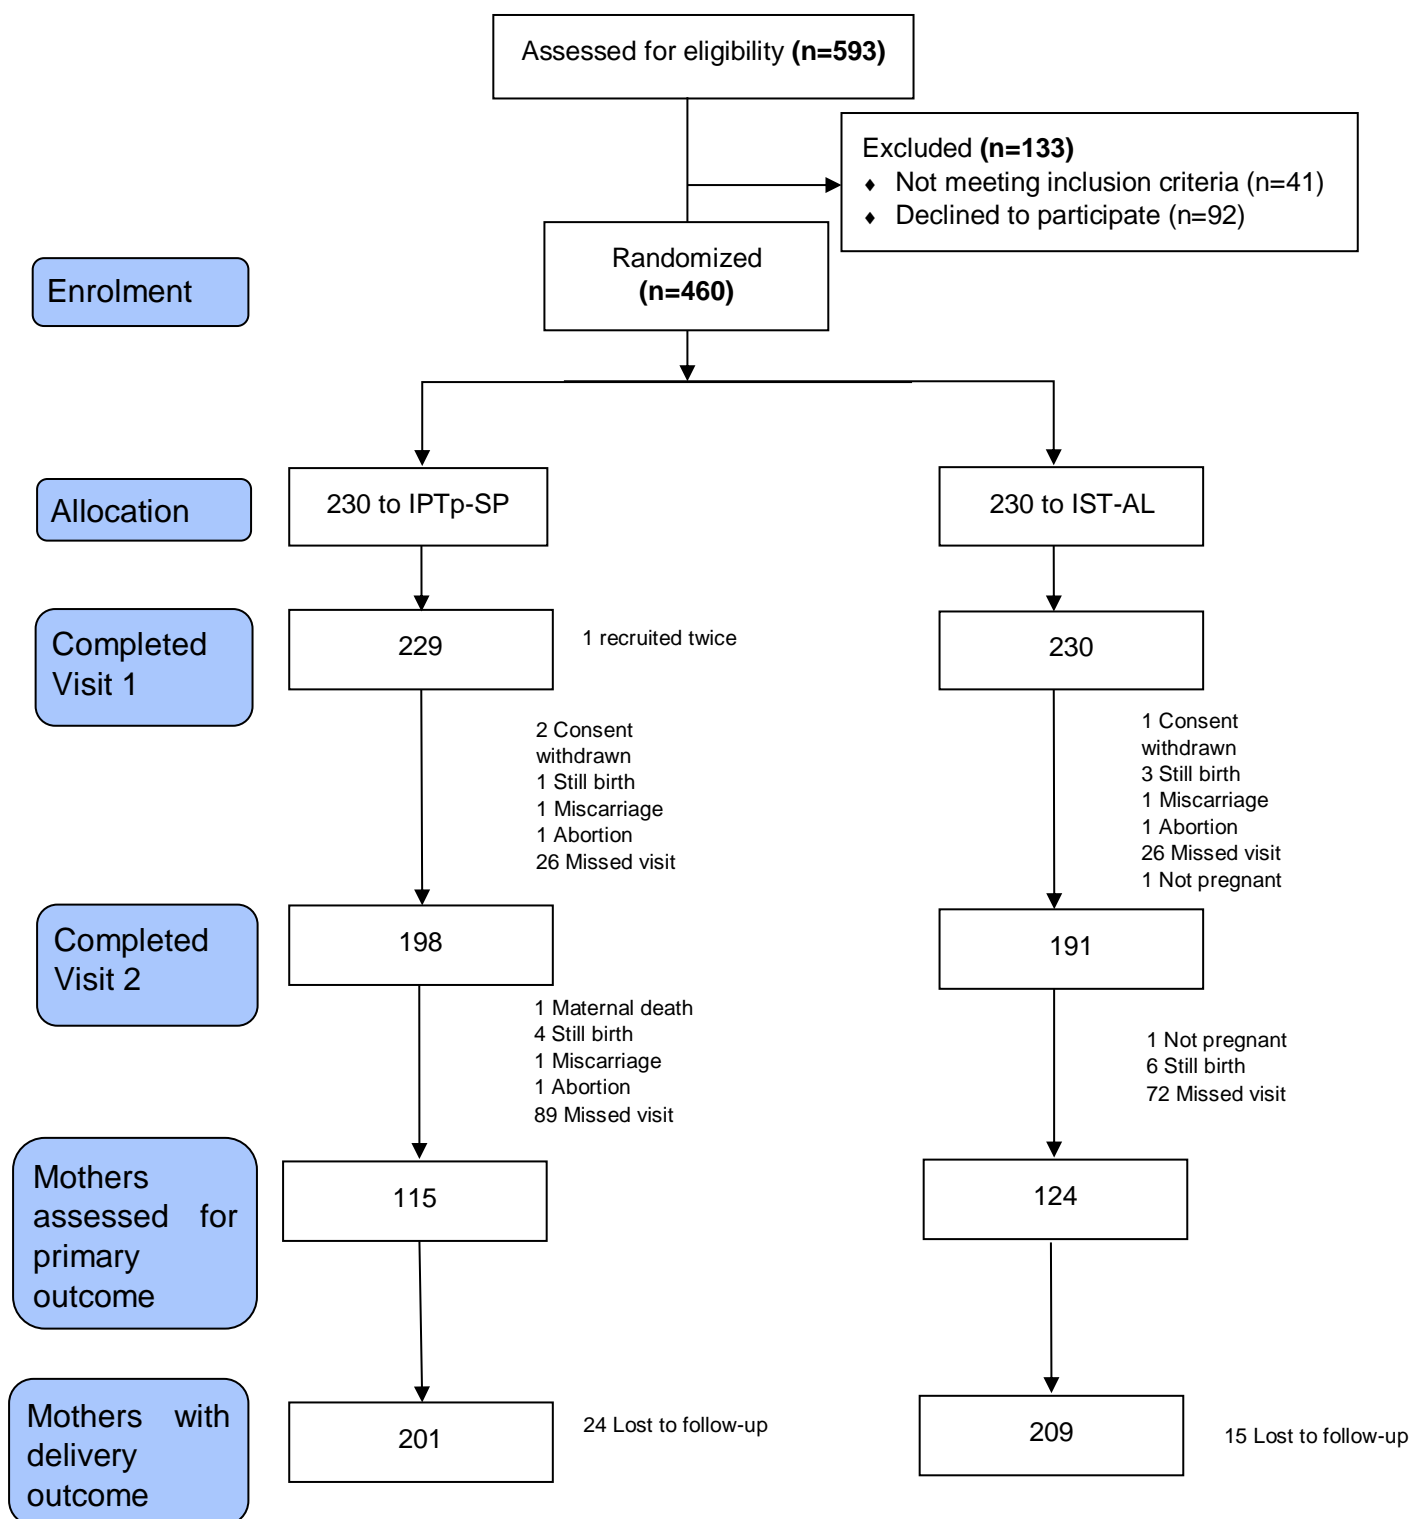 Assessed for eligibility (n=593)
Excluded (n=133)
♦ Not meeting inclusion criteria (n=41)
♦ Declined to participate (n=92)
Randomized
(n=460)
Enrolment
Allocation
230 to IPTp-SP
230 to IST-AL
Completed
Visit 1
229
1 recruited twice
230
2 Consent
withdrawn
1 Still birth
1 Miscarriage
1 Abortion
26 Missed visit
1 Consent
withdrawn
3 Still birth
1 Miscarriage
1 Abortion
26 Missed visit
1 Not pregnant
Completed
Visit 2
198
191
1 Maternal death
4 Still birth
1 Miscarriage
1 Abortion
89 Missed visit
1 Not pregnant
6 Still birth
72 Missed visit
Mothers
assessed for
primary
outcome
115
124
Mothers with
delivery
outcome
201
24 Lost to follow-up
209
15 Lost to follow-up